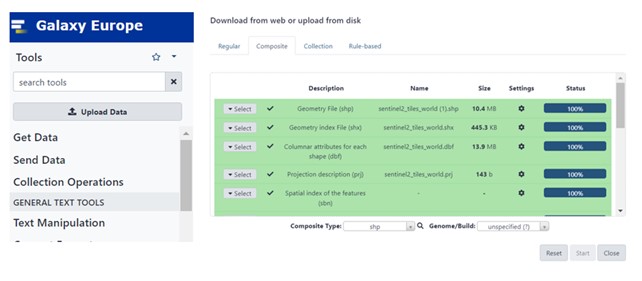 Galaxy Europe
Tools
search tools
Upload Data
Get Data
Send Data
Collection Operations
GENERAL TEXT TOOLS
Text Manipulation
Download from web or upload from disk
Regular Composite Collection Rule-based
Description Name Size Settings Status
Select Geometry File (shp) sentinel2_tiles_world (1).shp 10.4 MB 100%
Select Geometry index File (shx) sentinel2_tiles_world.shx 445.3 KB 100%
Select Columnar attributes for each shape (dbf) sentinel2_tiles_world.dbf 13.9 MB 100%
Select Projection description (prj) sentinel2_tiles_world.prj 143 b 100%
Select Spatial index of the features (sbn) - - 100%
Composite Type: shp Genome/Build: unspecified (?)
Reset Start Close